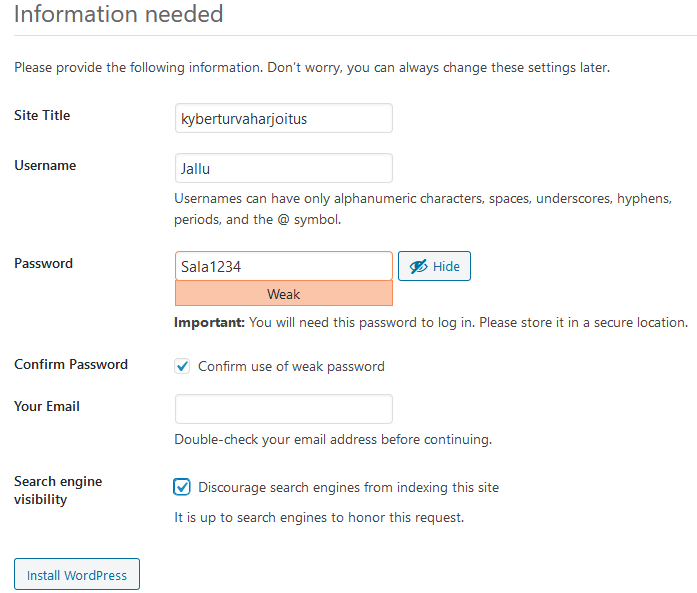 Information needed
Please provide the following information. Don't worry, you can always change these settings later.
Site Title
kyberturvaharjoitus
Username
Jallu
Usernames can have only alphanumeric characters, spaces, underscores, hyphens,
periods, and the @ symbol.
Password
Sala1234
Hide
Weak
Important: You will need this password to log in. Please store it in a secure location.
Confirm Password
Confirm use of weak password
Your Email
Double-check your email address before continuing.
Search engine
visibility
Discourage search engines from indexing this site
It is up to search engines to honor this request.
Install WordPress